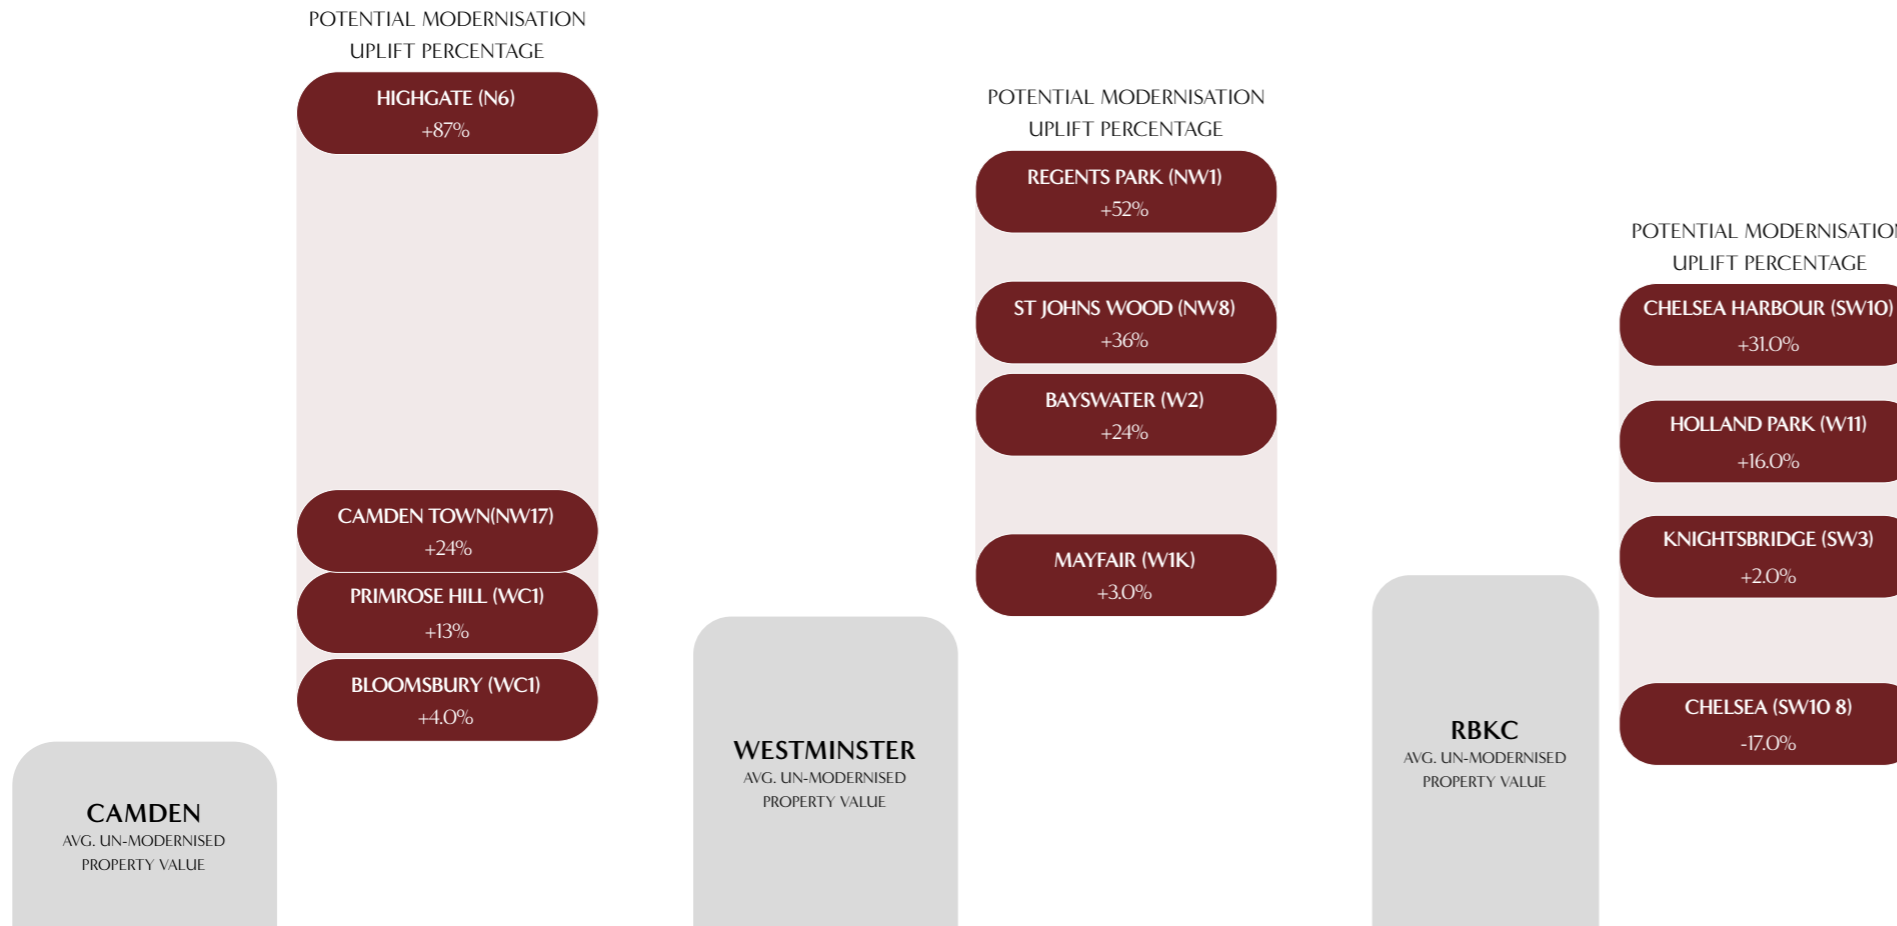 POTENTIAL MODERNISATION
UPLIFT PERCENTAGE
HIGHGATE (N6)
+87%
CAMDEN TOWN(NW17)
+24%
PRIMROSE HILL (WC1)
+13%
BLOOMSBURY (WC1)
+4.0%
CAMDEN
AVG. UN-MODERNISED
PROPERTY VALUE
POTENTIAL MODERNISATION
UPLIFT PERCENTAGE
REGENTS PARK (NW1)
+52%
ST JOHNS WOOD (NW8)
+36%
BAYSWATER (W2)
+24%
MAYFAIR (W1K)
+3.0%
WESTMINSTER
AVG. UN-MODERNISED
PROPERTY VALUE
POTENTIAL MODERNISATION
UPLIFT PERCENTAGE
CHELSEA HARBOUR (SW10)
+31.0%
HOLLAND PARK (W11)
+16.0%
KNIGHTSBRIDGE (SW3)
+2.0%
CHELSEA (SW10 8)
-17.0%
RBKC
AVG. UN-MODERNISED
PROPERTY VALUE